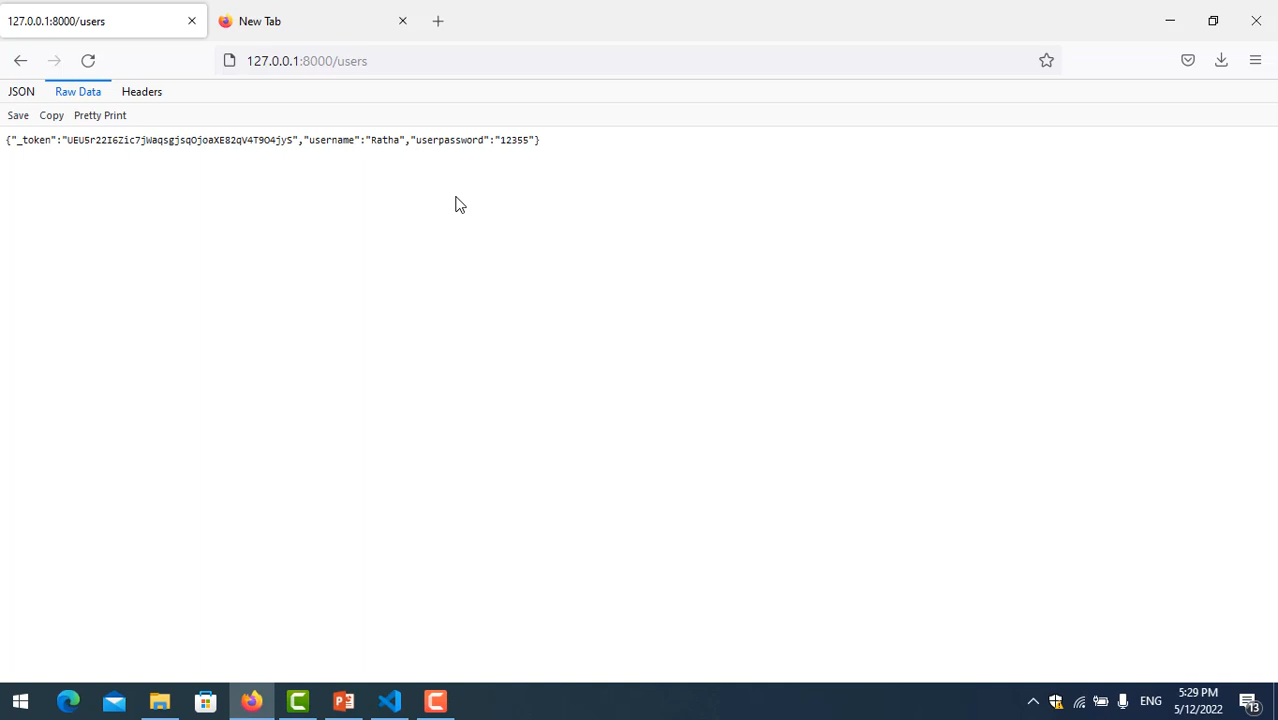 127.0.0.1:8000/users
New Tab
127.0.0.1:8000/users
JSON Raw Data Headers
Save Copy Pretty Print
{"_token":"UEU5r22I6Zic7jWaqsgjsqOjoaXE82qV4T9O4jyS","username":"Ratha","userpassword":"12355"}
ENG
5:29 PM
5/12/2022
13